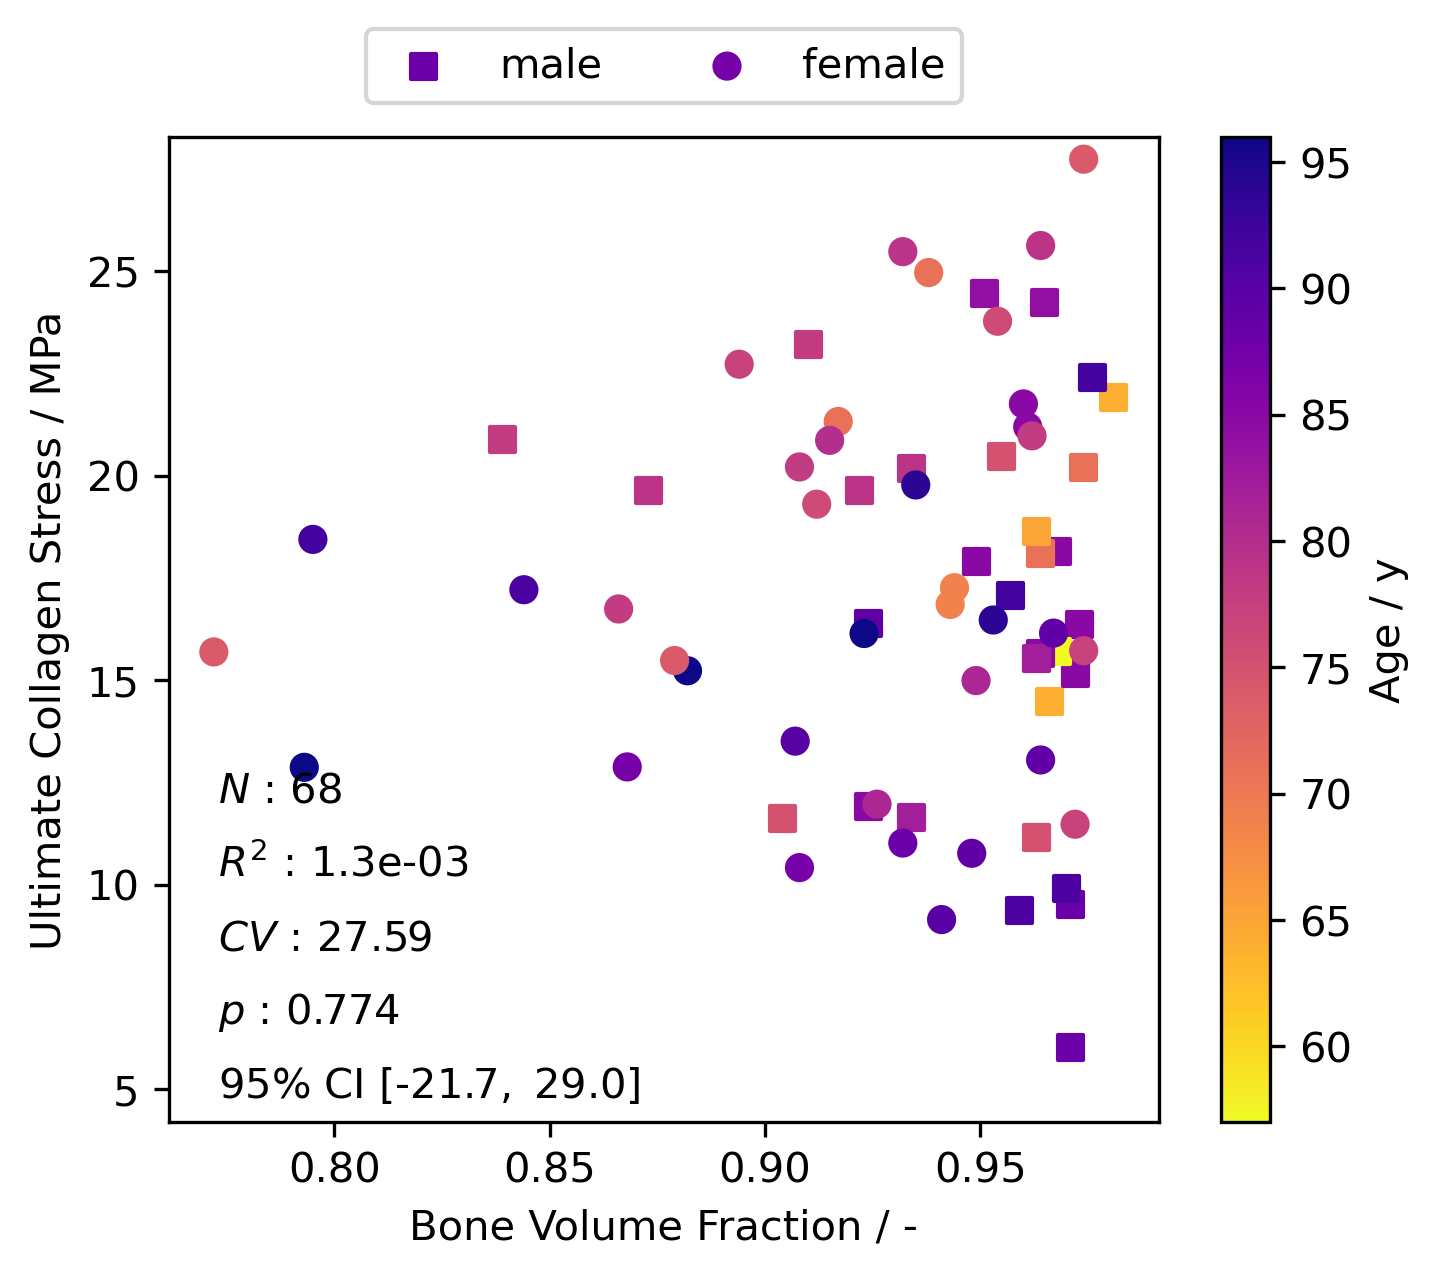 male female
25
20
15
10
5
Ultimate Collagen Stress / MPa
N : 68
R² : 1.3e-03
CV : 27.59
p : 0.774
95% CI [-21.7, 29.0]
0.80 0.85 0.90 0.95
Bone Volume Fraction / -
95
90
85
80
75
70
65
60
Age / y